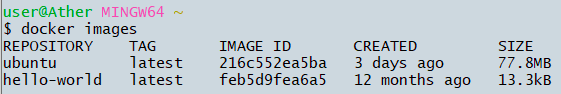 user@Ather MINGW64 ~
$ docker images
REPOSITORY    TAG       IMAGE ID       CREATED         SIZE
ubuntu        latest    216c552ea5ba   3 days ago      77.8MB
hello-world   latest    feb5d9fea6a5   12 months ago   13.3kB